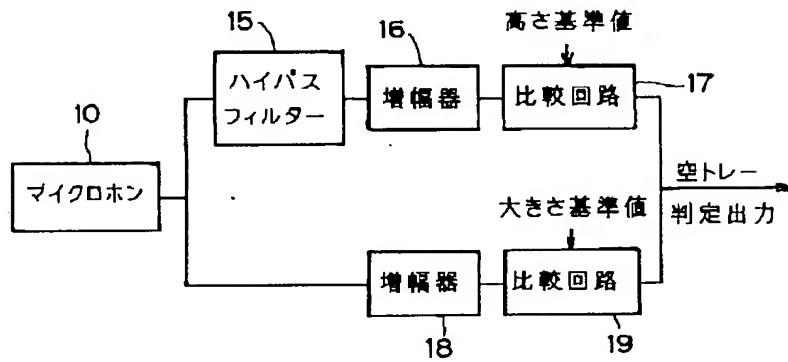 15
16
高さ基準値
ハイパス
フィルター
増幅器
比較回路
17
10
マイクロホン
空トレー
判定出力
大きさ基準値
増幅器
比較回路
18
19